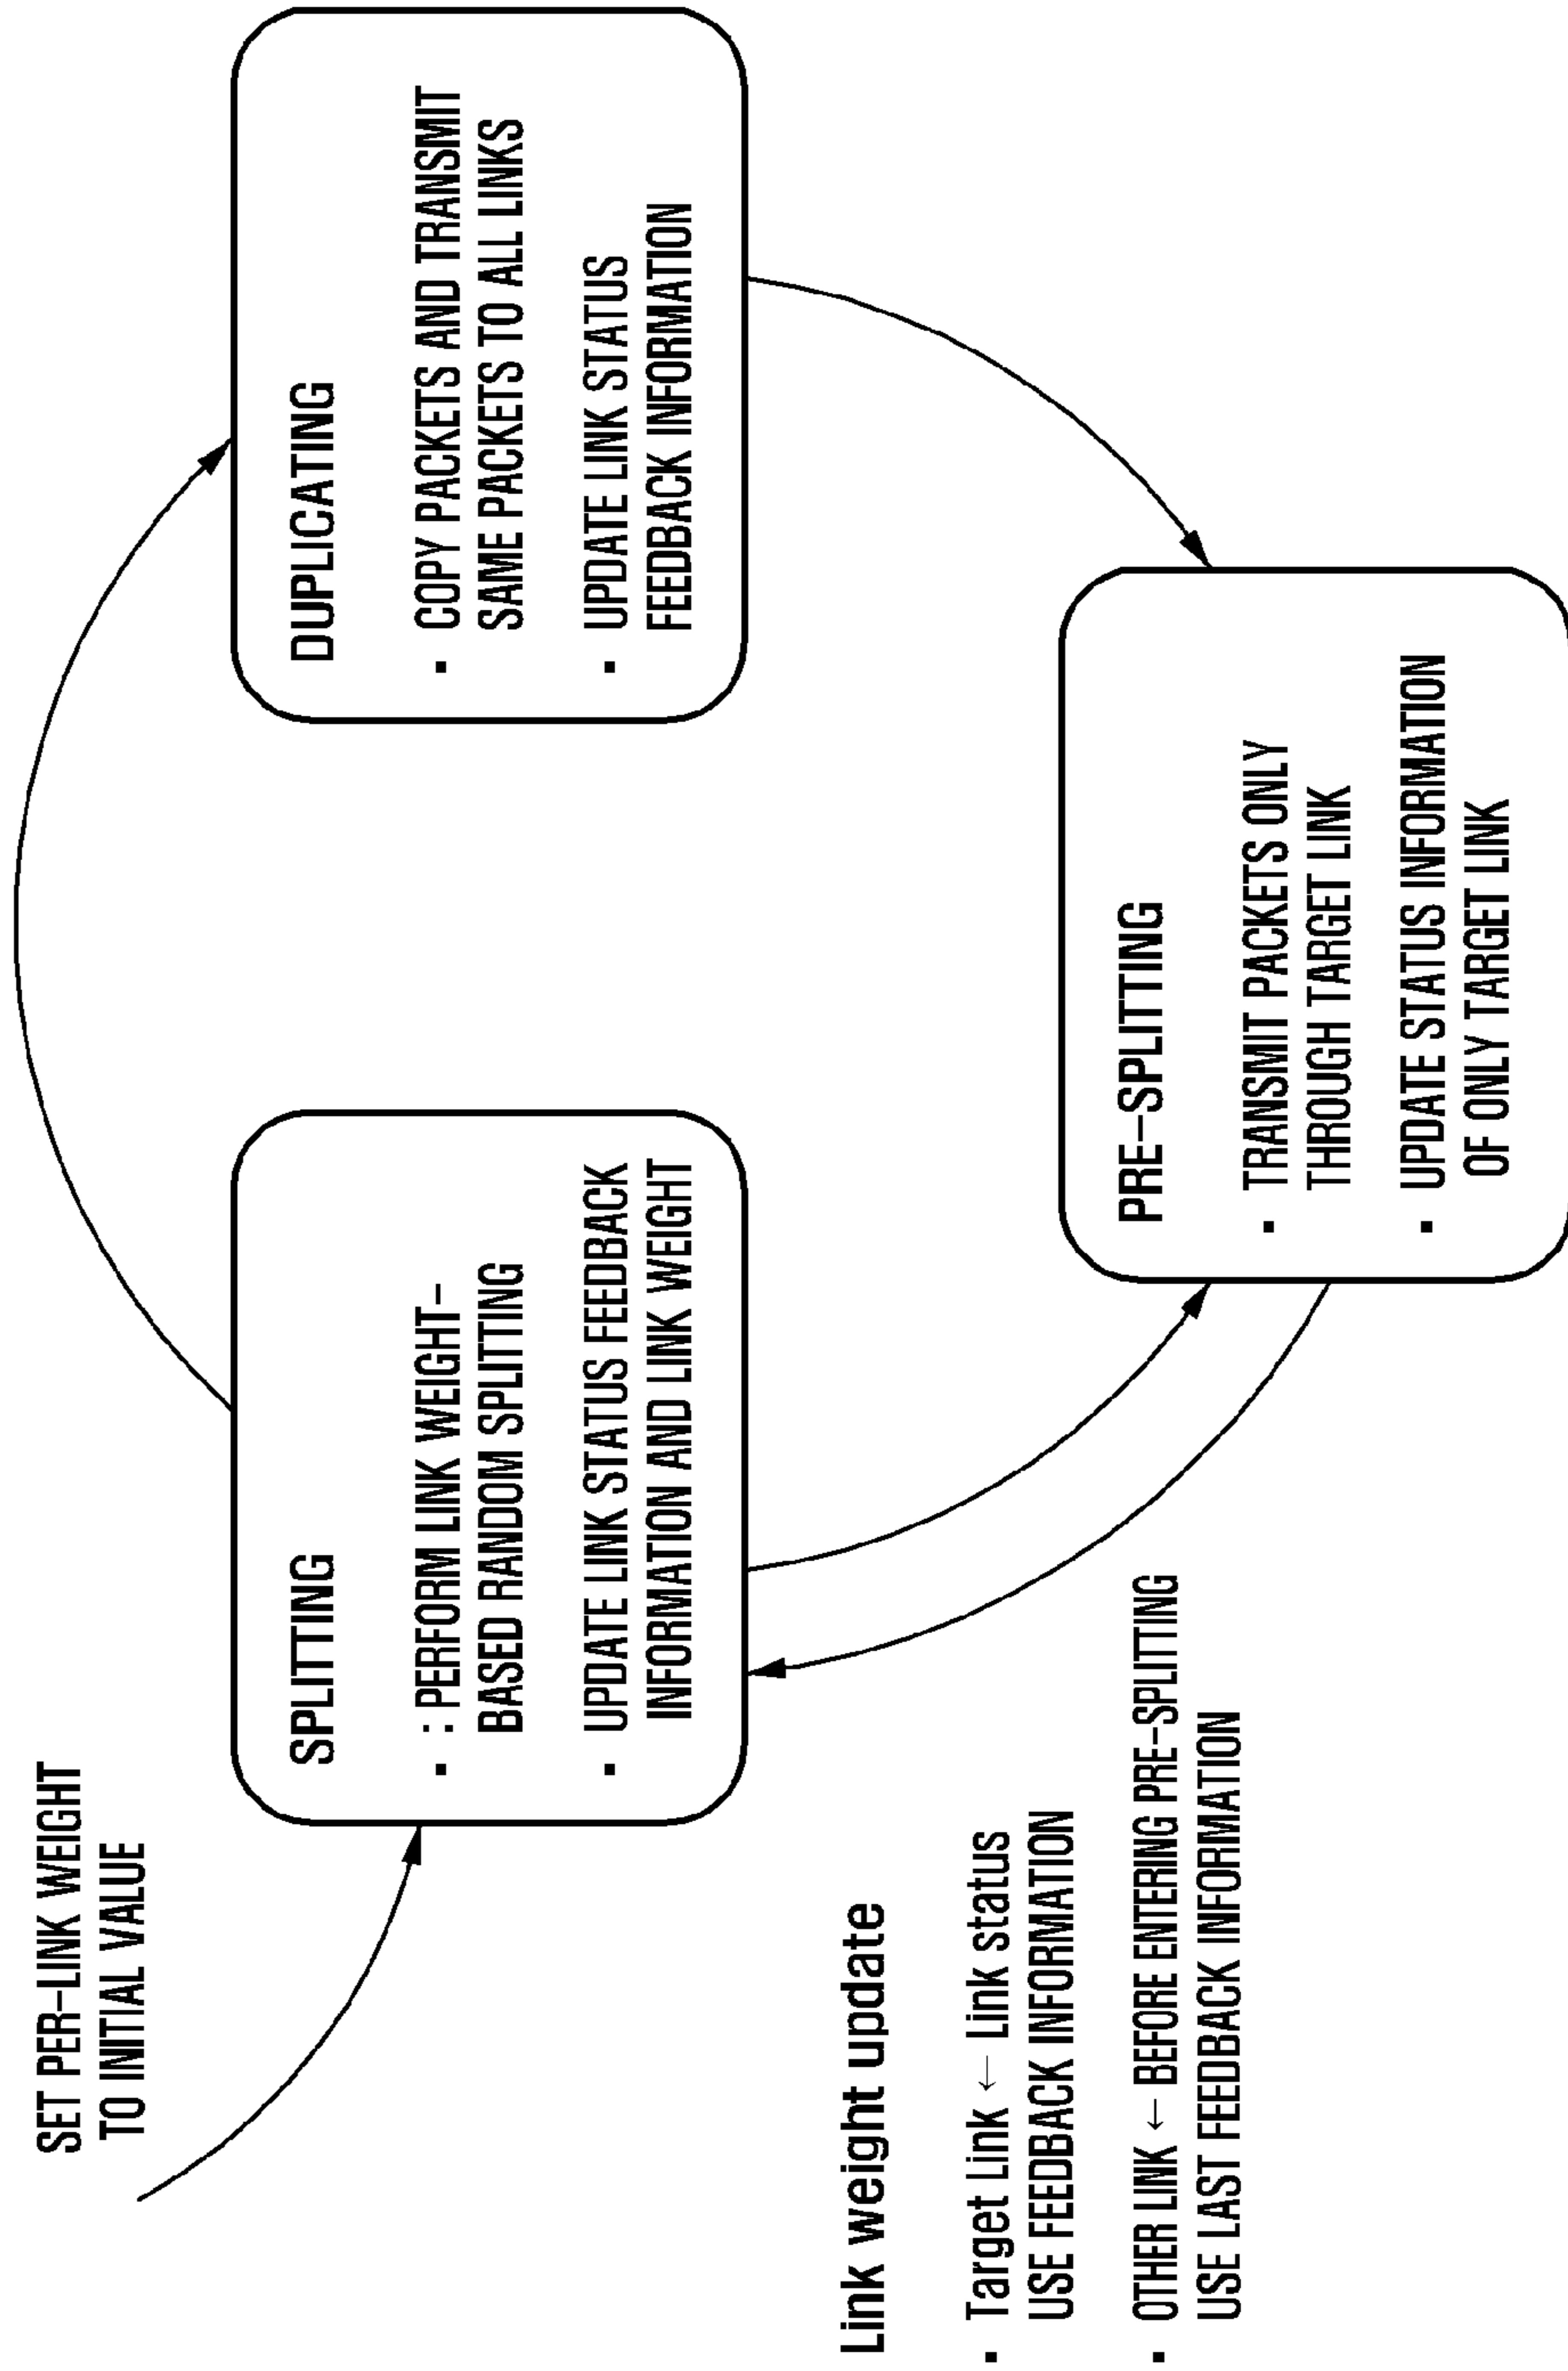 SET PER-LINK WEIGHT
TO INITIAL VALUE
SPLITTING
▪ : PERFORM LINK WEIGHT-
BASED RANDOM SPLITTING
▪ UPDATE LINK STATUS FEEDBACK
INFORMATION AND LINK WEIGHT
DUPLICATING
▪ COPY PACKETS AND TRANSMIT
SAME PACKETS TO ALL LINKS
▪ UPDATE LINK STATUS
FEEDBACK INFORMATION
Link weight update
▪ Target Link ← Link status
USE FEEDBACK INFORMATION
▪ OTHER LINK ← BEFORE ENTERING PRE-SPLITTING
USE LAST FEEDBACK INFORMATION
PRE-SPLITTING
▪ TRANSMIT PACKETS ONLY
THROUGH TARGET LINK
▪ UPDATE STATUS INFORMATION
OF ONLY TARGET LINK